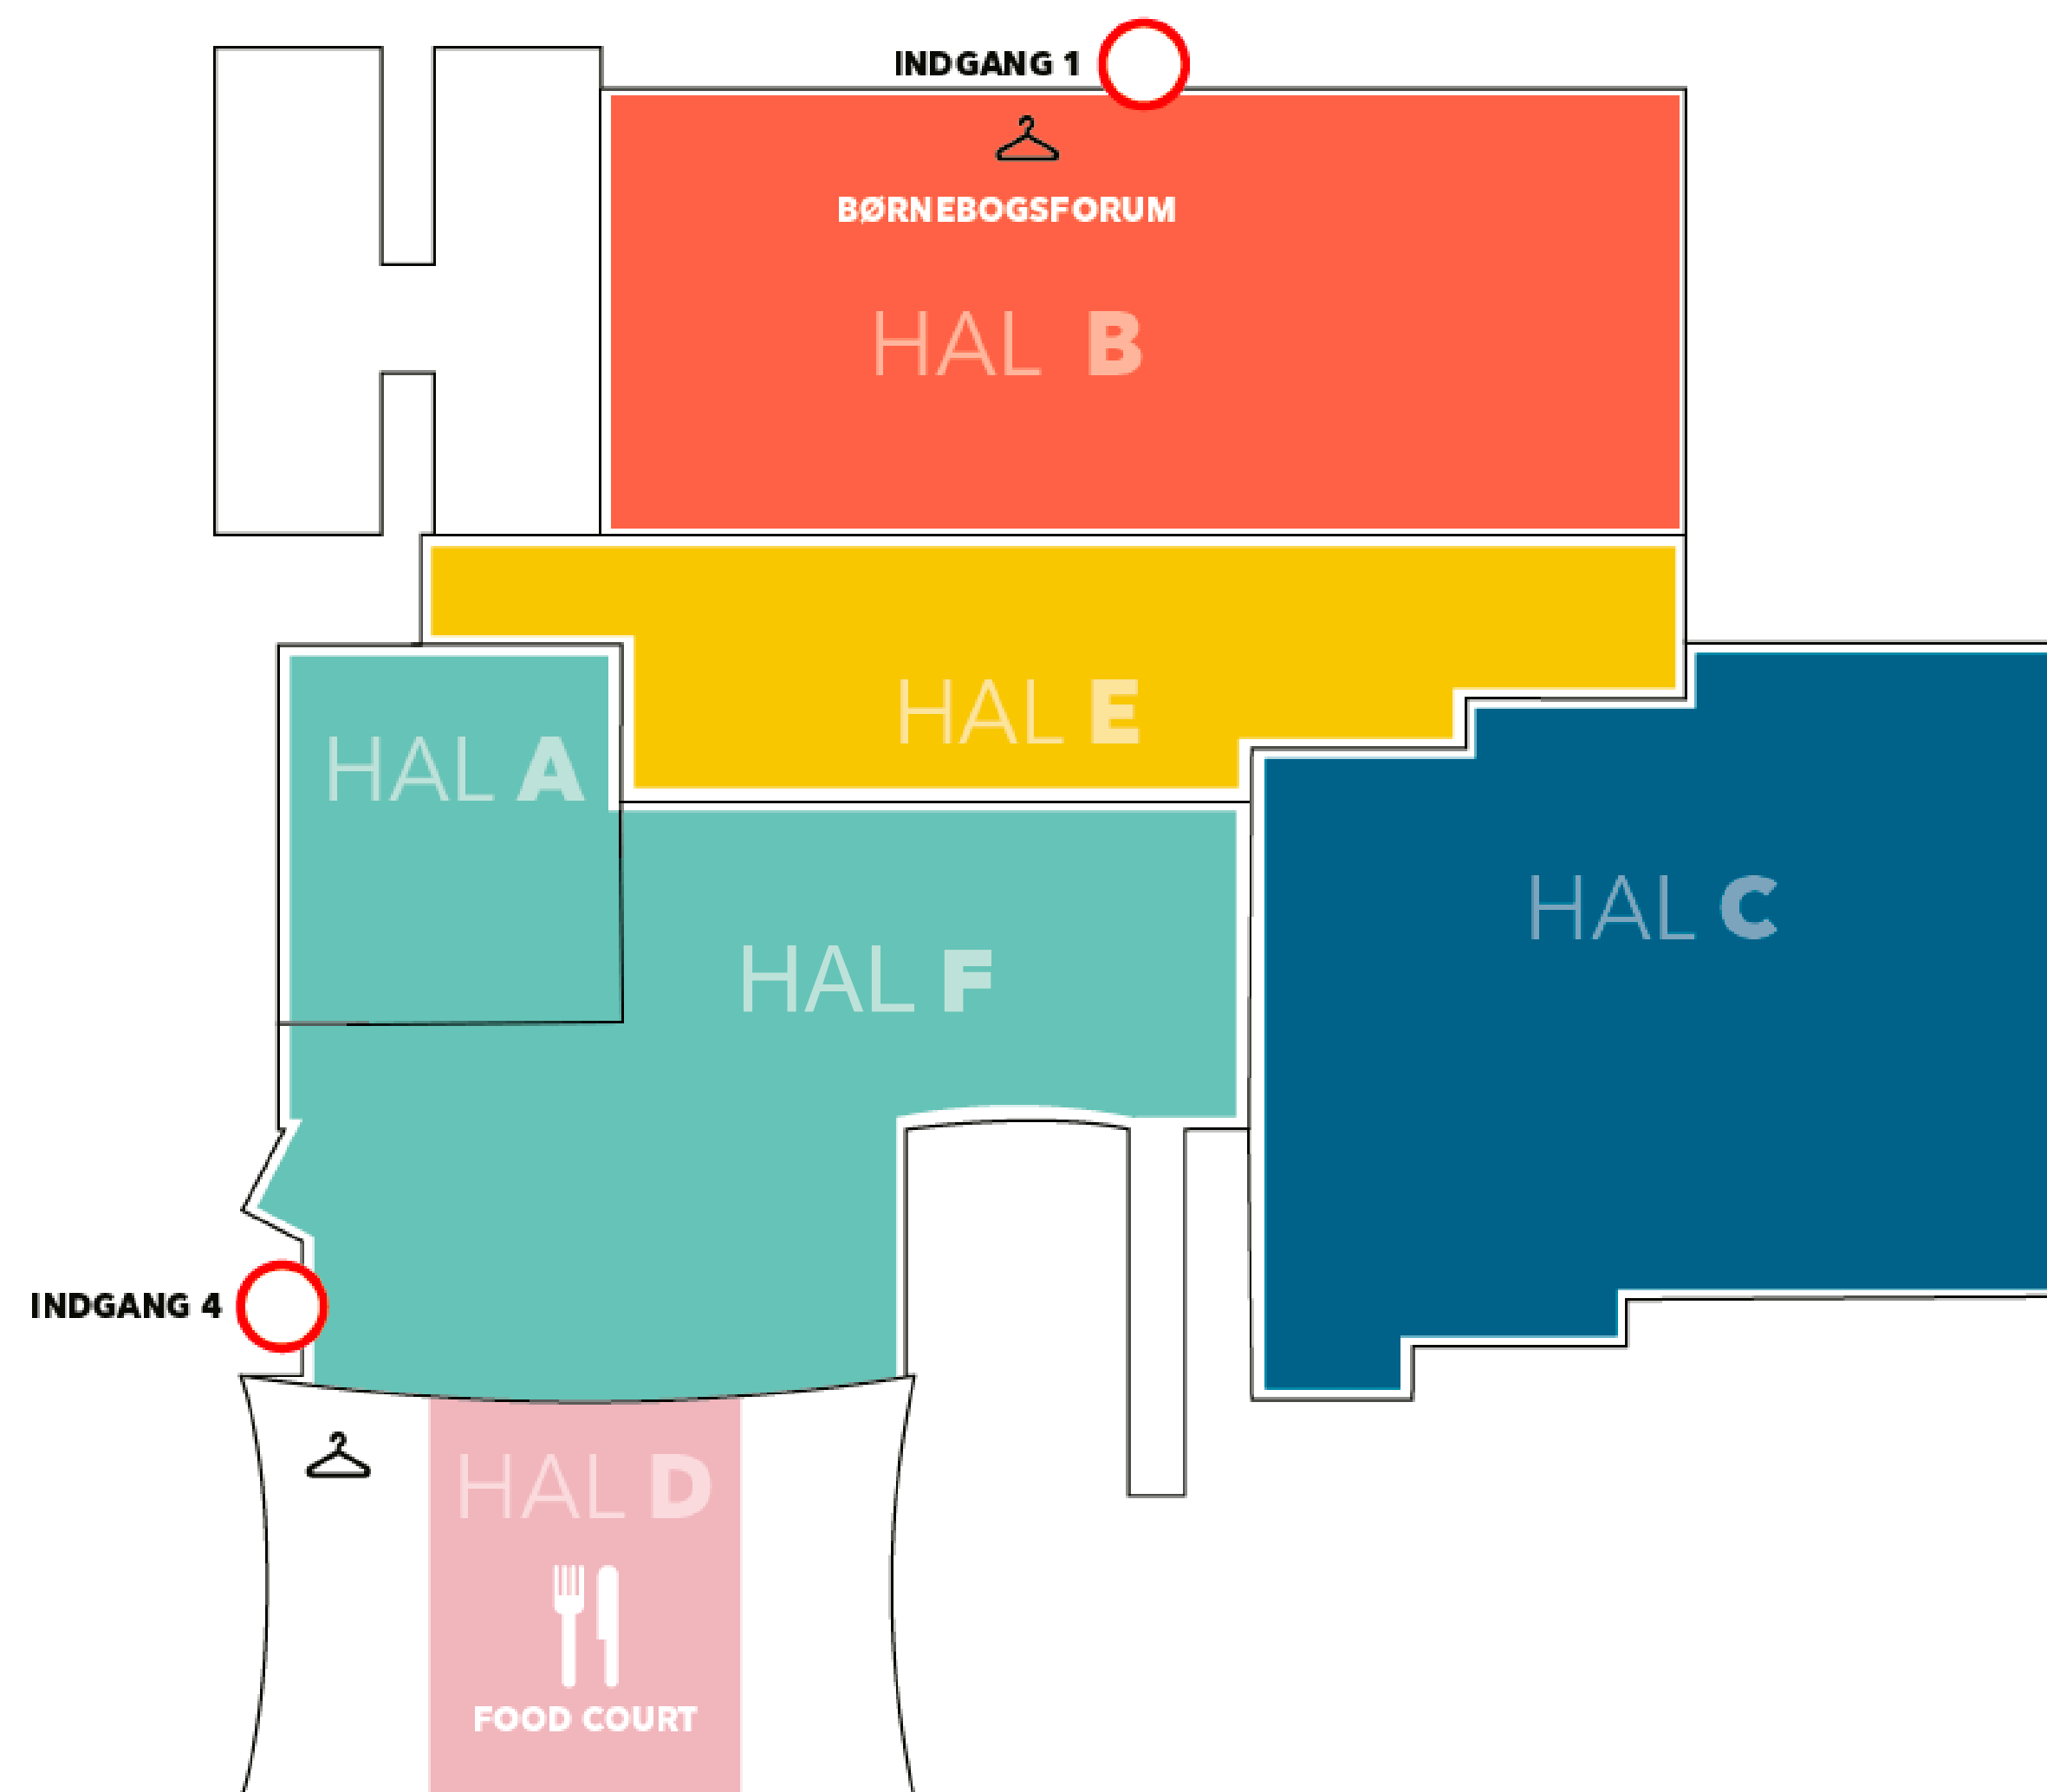 INDGANG 1
BØRNEBOGSFORUM
HAL B
HAL E
HAL A
HAL C
HAL F
INDGANG 4
HAL D
FOOD COURT